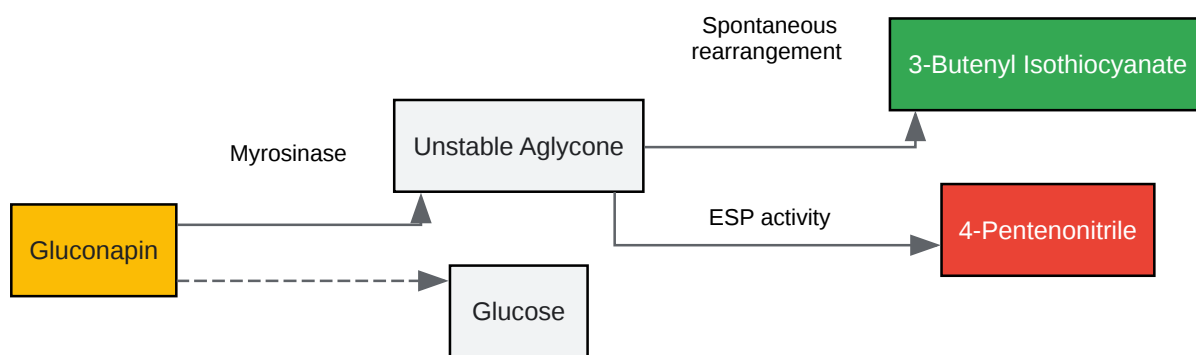 Spontaneous
rearrangement
3-Butenyl Isothiocyanate
Myrosinase
Unstable Aglycone
Gluconapin
ESP activity
4-Pentenonitrile
Glucose